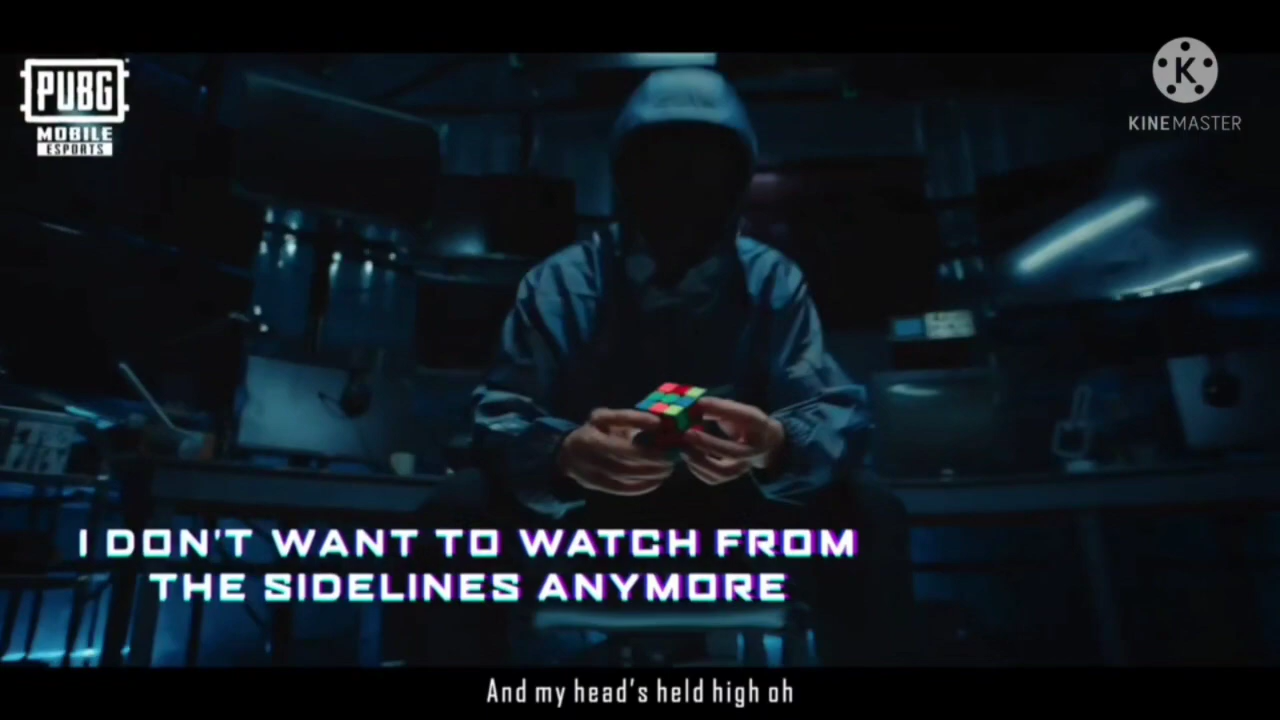 PUBG
MOBILE
ESPORTS
KINEMASTER
I DON'T WANT TO WATCH FROM
THE SIDELINES ANYMORE
And my head's held high oh